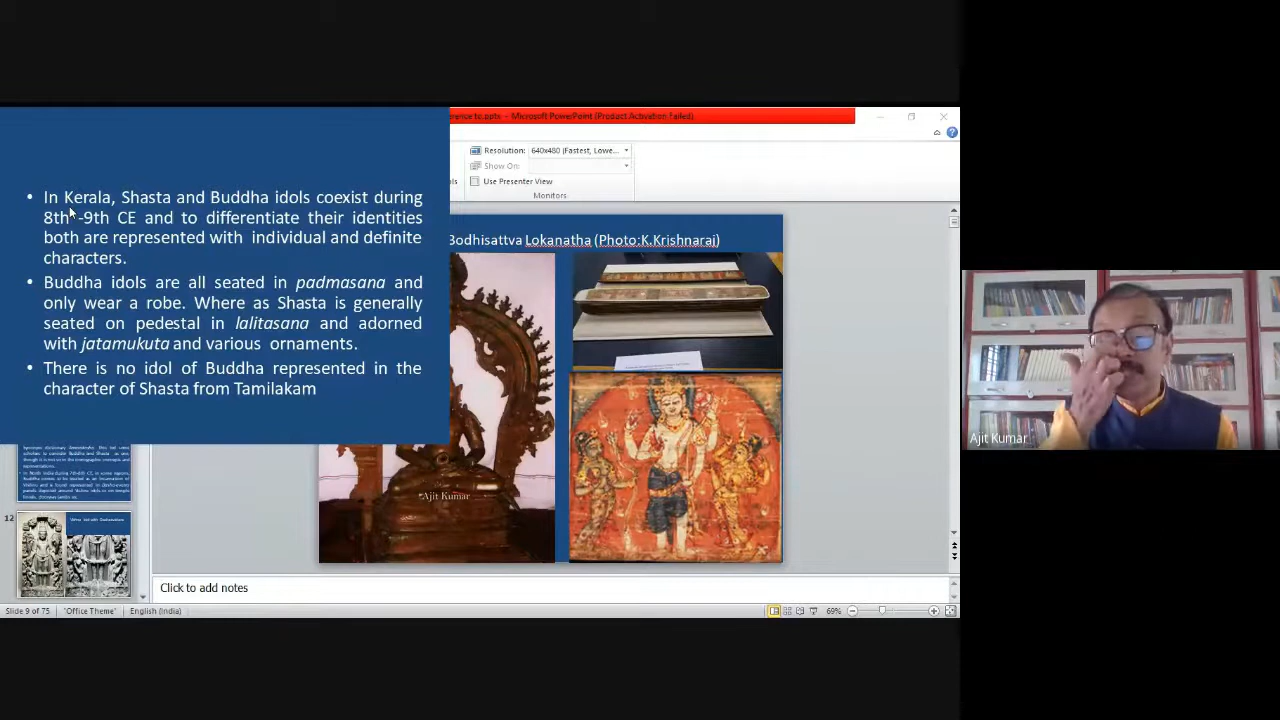 erience to.pptx - Microsoft PowerPoint (Product Activation Failed)
Resolution: 640x480 (Fastest, Lowe...
Show On:
Use Presenter View
Monitors
• In Kerala, Shasta and Buddha idols coexist during
8th -9th CE and to differentiate their identities
both are represented with individual and definite
characters.
• Buddha idols are all seated in padmasana and
only wear a robe. Where as Shasta is generally
seated on pedestal in lalitasana and adorned
with jatamukuta and various ornaments.
• There is no idol of Buddha represented in the
character of Shasta from Tamilakam
Bodhisattva Lokanatha (Photo:K.Krishnaraj)
Ajit Kumar
Ajit Kumar
12
Click to add notes
Slide 9 of 75
"Office Theme"
English (India)
69%